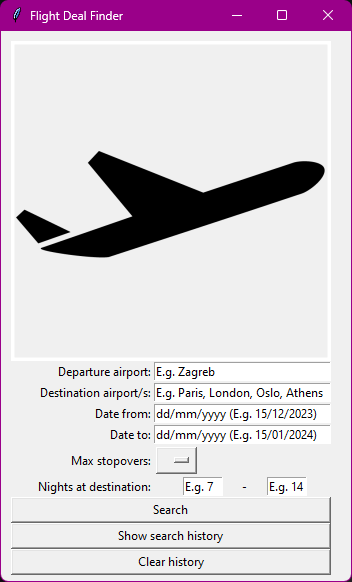 Flight Deal Finder
Departure airport: E.g. Zagreb
Destination airport/s: E.g. Paris, London, Oslo, Athens
Date from: dd/mm/yyyy (E.g. 15/12/2023)
Date to: dd/mm/yyyy (E.g. 15/01/2024)
Max stopovers:
Nights at destination: E.g. 7 - E.g. 14
Search
Show search history
Clear history